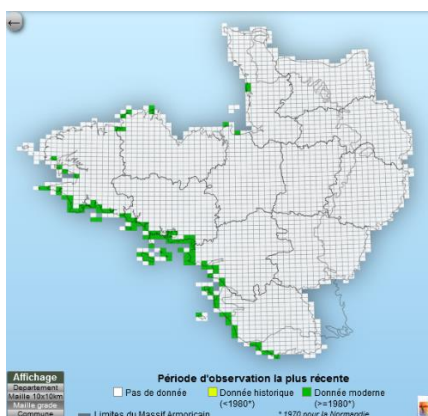 ←
Affichage
Département
Maille 10x10km
Maille grade
Commune
Période d'observation la plus récente
Pas de donnée
Donnée historique
(<1980*)
Donnée moderne
(>=1980*)
Limites du Massif Armoricain
* 1970 pour la Normandie